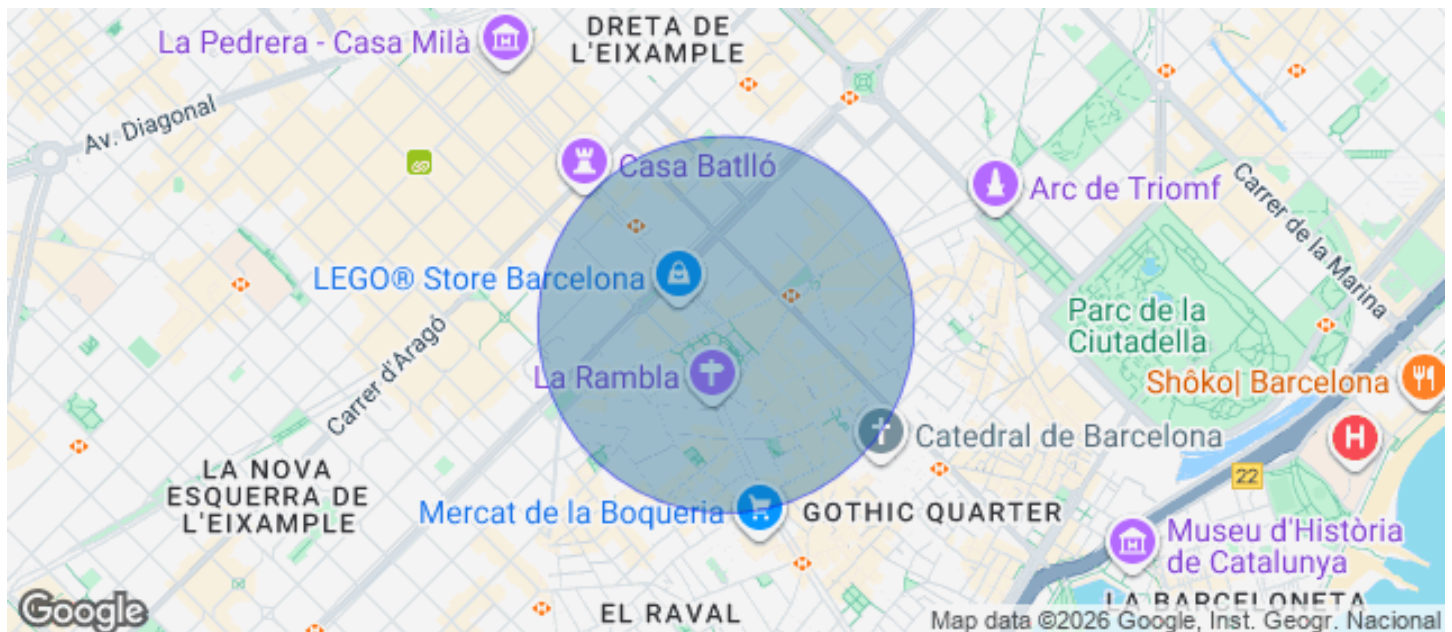 La Pedrera - Casa Milà
DRETA DE
L'EIXAMPLE
Av. Diagonal
Casa Batlló
Arc de Triomf
Carrer de la Marina
LEGO® Store Barcelona
Carrer d'Aragó
Parc de la
Ciutadella
La Rambla
Shôko| Barcelona
Catedral de Barcelona
H
22
LA NOVA
ESQUERRA DE
L'EIXAMPLE
Mercat de la Boqueria
GOTHIC QUARTER
Museu d'Història
de Catalunya
LA BARCELONETA
EL RAVAL
Google
Map data ©2026 Google, Inst. Geogr. Nacional